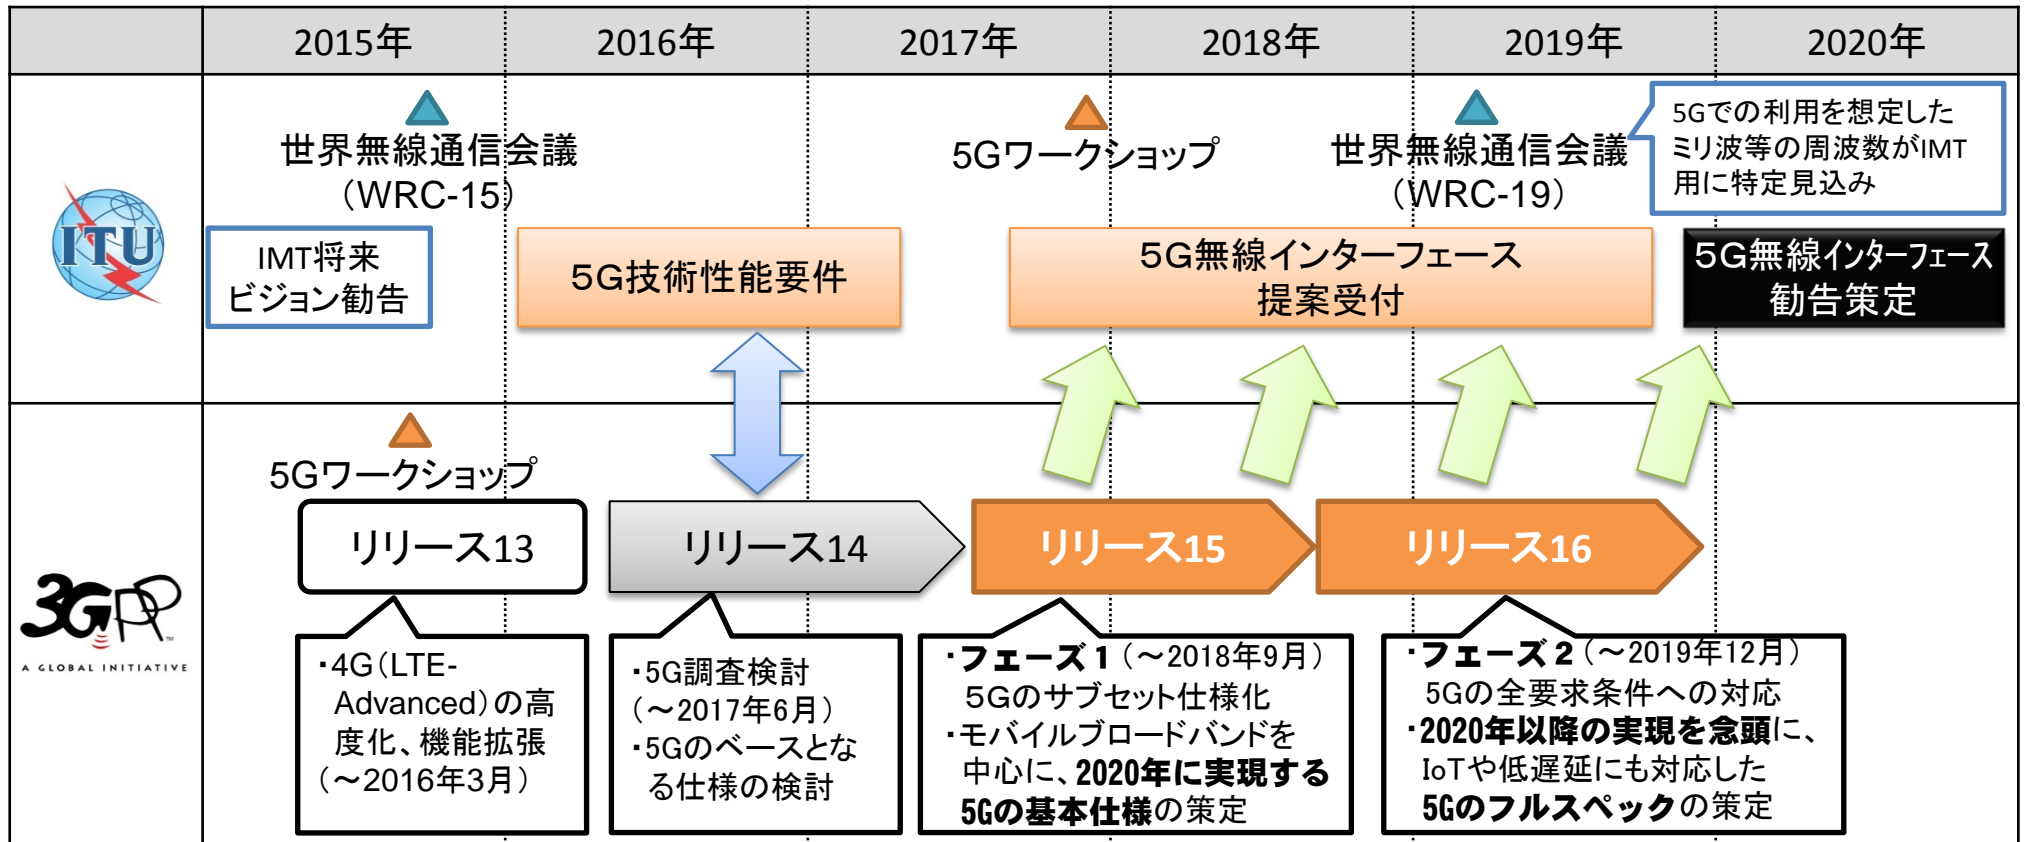 2015年
2016年
2017年
2018年
2019年
2020年
ITU
世界無線通信会議
(WRC-15)
5Gワークショップ
世界無線通信会議
(WRC-19)
5Gでの利用を想定した
ミリ波等の周波数がIMT
用に特定見込み
IMT将来
ビジョン勧告
5G技術性能要件
5G無線インターフェース
提案受付
5G無線インターフェース
勧告策定
3GPP
TM
A GLOBAL INITIATIVE
5Gワークショップ
リリース13
リリース14
リリース15
リリース16
・4G(LTE-
Advanced)の高
度化、機能拡張
(～2016年3月)
・5G調査検討
(～2017年6月)
・5Gのベースとな
る仕様の検討
・フェーズ1(～2018年9月)
5Gのサブセット仕様化
・モバイルブロードバンドを
中心に、2020年に実現する
5Gの基本仕様の策定
・フェーズ2(～2019年12月)
5Gの全要求条件への対応
・2020年以降の実現を念頭に、
IoTや低遅延にも対応した
5Gのフルスペックの策定